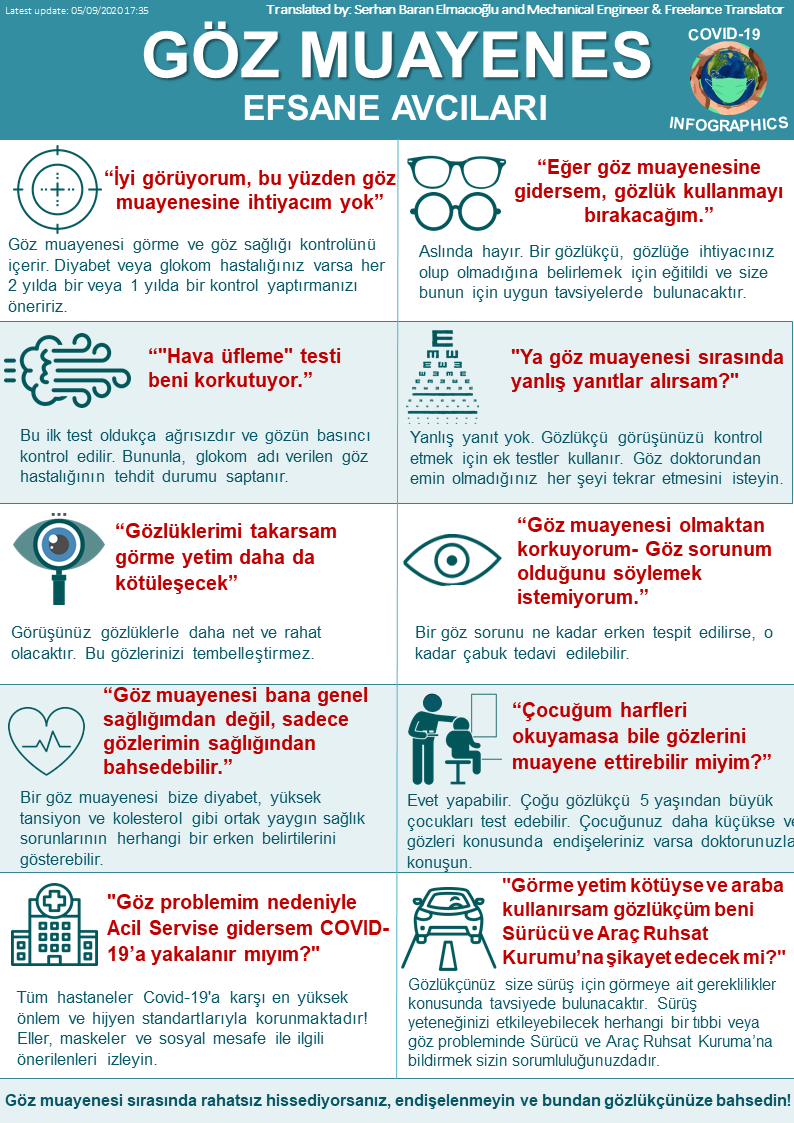 Latest update: 05/09/2020 17:35
Translated by: Serhan Baran Elmacıoğlu and Mechanical Engineer & Freelance Translator
GÖZ MUAYENES
EFSANE AVCILARI
COVID-19
INFOGRAPHICS
“İyi görüyorum, bu yüzden göz
muayenesine ihtiyacım yok”
Göz muayenesi görme ve göz sağlığı kontrolünü
içerir. Diyabet veya glokom hastalığınız varsa her
2 yılda bir veya 1 yılda bir kontrol yaptırmanızı
öneririz.
“Eğer göz muayenesine
gidersem, gözlük kullanmayı
bırakacağım.”
Aslında hayır. Bir gözlükçü, gözlüğe ihtiyacınız
olup olmadığına belirlemek için eğitildi ve size
bunun için uygun tavsiyelerde bulunacaktır.
“"Hava üfleme" testi
beni korkutuyor.”
Bu ilk test oldukça ağrısızdır ve gözün basıncı
kontrol edilir. Bununla, glokom adı verilen göz
hastalığının tehdit durumu saptanır.
"Ya göz muayenesi sırasında
yanlış yanıtlar alırsam?"
E
Yanlış yanıt yok. Gözlükçü görüşünüzü kontrol
etmek için ek testler kullanır. Göz doktorundan
emin olmadığınız her şeyi tekrar etmesini isteyin.
“Gözlüklerimi takarsam
görme yetim daha da
kötüleşecek”
Görüşünüz gözlüklerle daha net ve rahat
olacaktır. Bu gözlerinizi tembelleştirmez.
“Göz muayenesi olmaktan
korkuyorum- Göz sorunum
olduğunu söylemek
istemiyorum.”
Bir göz sorunu ne kadar erken tespit edilirse, o
kadar çabuk tedavi edilebilir.
“Göz muayenesi bana genel
sağlığımdan değil, sadece
gözlerimin sağlığından
bahsedebilir.”
Bir göz muayenesi bize diyabet, yüksek
tansiyon ve kolesterol gibi ortak yaygın sağlık
sorunlarının herhangi bir erken belirtilerini
gösterebilir.
“Çocuğum harfleri
okuyamasa bile gözlerini
muayene ettirebilir miyim?”
Evet yapabilir. Çoğu gözlükçü 5 yaşından büyük
çocukları test edebilir. Çocuğunuz daha küçükse ve
gözleri konusunda endişeleriniz varsa doktorunuzla
konuşun.
"Göz problemim nedeniyle
Acil Servise gidersem COVID-
19’a yakalanır mıyım?"
Tüm hastaneler Covid-19'a karşı en yüksek
önlem ve hijyen standartlarıyla korunmaktadır!
Eller, maskeler ve sosyal mesafe ile ilgili
önerilenleri izleyin.
"Görme yetim kötüyse ve araba
kullanırsam gözlükçüm beni
Sürücü ve Araç Ruhsat
Kurumu’na şikayet edecek mi?"
Gözlükçünüz size sürüş için görmeye ait gereklilikler
konusunda tavsiyede bulunacaktır. Sürüş
yeteneğinizi etkileyebilecek herhangi bir tıbbi veya
göz probleminde Sürücü ve Araç Ruhsat Kuruma’na
bildirmek sizin sorumluluğunuzdadır.
Göz muayenesi sırasında rahatsız hissediyorsanız, endişelenmeyin ve bundan gözlükçünüze bahsedin!